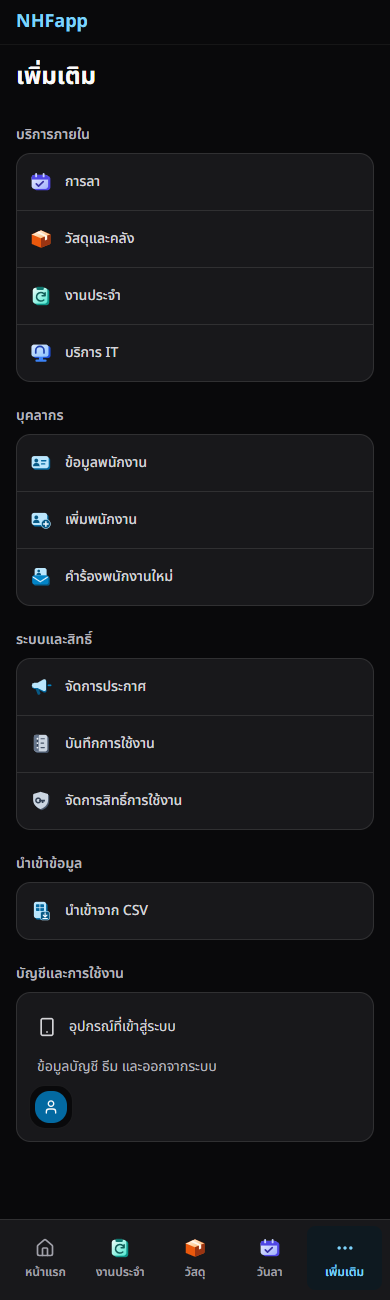 NHFapp
เพิ่มเติม
บริการภายใน
การลา
วัสดุและคลัง
งานประจำ
บริการ IT
บุคลากร
ข้อมูลพนักงาน
เพิ่มพนักงาน
คำร้องพนักงานใหม่
ระบบและสิทธิ์
จัดการประกาศ
บันทึกการใช้งาน
จัดการสิทธิ์การใช้งาน
นำเข้าข้อมูล
นำเข้าจาก CSV
บัญชีและการใช้งาน
อุปกรณ์ที่เข้าสู่ระบบ
ข้อมูลบัญชี ธีม และออกจากระบบ
หน้าแรก งานประจำ วัสดุ วันลา เพิ่มเติม